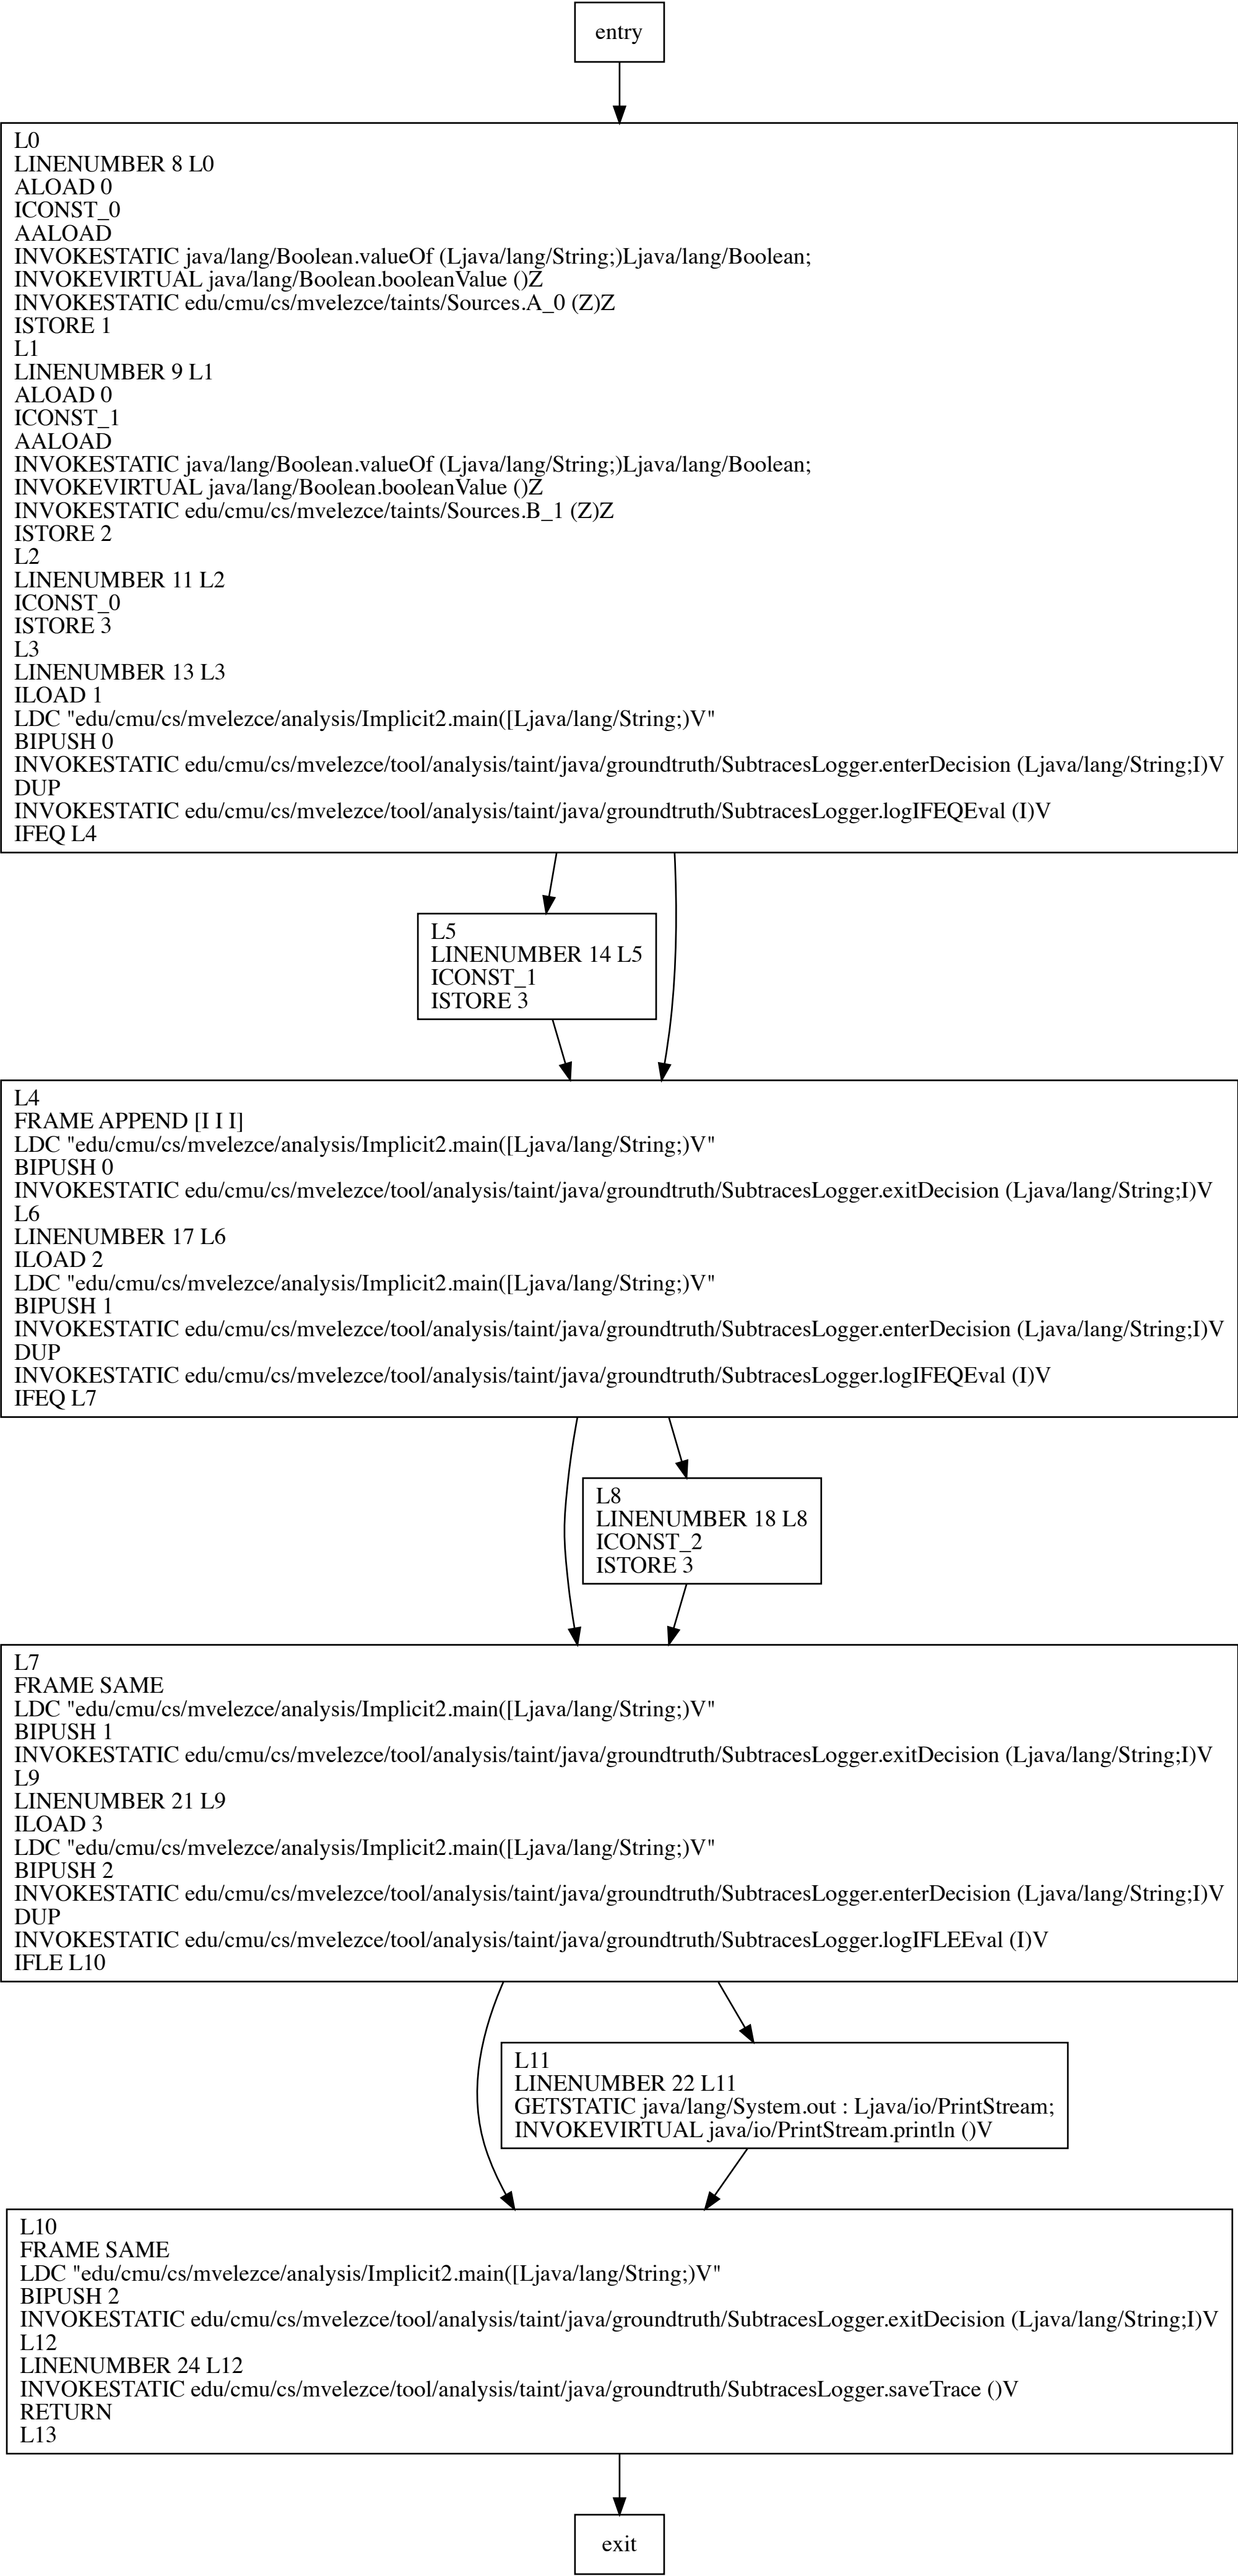 entry
L0
LINENUMBER 8 L0
ALOAD 0
ICONST_0
AALOAD
INVOKESTATIC java/lang/Boolean.valueOf (Ljava/lang/String;)Ljava/lang/Boolean;
INVOKEVIRTUAL java/lang/Boolean.booleanValue ()Z
INVOKESTATIC edu/cmu/cs/mvelezce/taints/Sources.A_0 (Z)Z
ISTORE 1
L1
LINENUMBER 9 L1
ALOAD 0
ICONST_1
AALOAD
INVOKESTATIC java/lang/Boolean.valueOf (Ljava/lang/String;)Ljava/lang/Boolean;
INVOKEVIRTUAL java/lang/Boolean.booleanValue ()Z
INVOKESTATIC edu/cmu/cs/mvelezce/taints/Sources.B_1 (Z)Z
ISTORE 2
L2
LINENUMBER 11 L2
ICONST_0
ISTORE 3
L3
LINENUMBER 13 L3
ILOAD 1
LDC "edu/cmu/cs/mvelezce/analysis/Implicit2.main([Ljava/lang/String;)V"
BIPUSH 0
INVOKESTATIC edu/cmu/cs/mvelezce/tool/analysis/taint/java/groundtruth/SubtracesLogger.enterDecision (Ljava/lang/String;I)V
DUP
INVOKESTATIC edu/cmu/cs/mvelezce/tool/analysis/taint/java/groundtruth/SubtracesLogger.logIFEQEval (I)V
IFEQ L4
L5
LINENUMBER 14 L5
ICONST_1
ISTORE 3
L4
FRAME APPEND [I I I]
LDC "edu/cmu/cs/mvelezce/analysis/Implicit2.main([Ljava/lang/String;)V"
BIPUSH 0
INVOKESTATIC edu/cmu/cs/mvelezce/tool/analysis/taint/java/groundtruth/SubtracesLogger.exitDecision (Ljava/lang/String;I)V
L6
LINENUMBER 17 L6
ILOAD 2
LDC "edu/cmu/cs/mvelezce/analysis/Implicit2.main([Ljava/lang/String;)V"
BIPUSH 1
INVOKESTATIC edu/cmu/cs/mvelezce/tool/analysis/taint/java/groundtruth/SubtracesLogger.enterDecision (Ljava/lang/String;I)V
DUP
INVOKESTATIC edu/cmu/cs/mvelezce/tool/analysis/taint/java/groundtruth/SubtracesLogger.logIFEQEval (I)V
IFEQ L7
L8
LINENUMBER 18 L8
ICONST_2
ISTORE 3
L7
FRAME SAME
LDC "edu/cmu/cs/mvelezce/analysis/Implicit2.main([Ljava/lang/String;)V"
BIPUSH 1
INVOKESTATIC edu/cmu/cs/mvelezce/tool/analysis/taint/java/groundtruth/SubtracesLogger.exitDecision (Ljava/lang/String;I)V
L9
LINENUMBER 21 L9
ILOAD 3
LDC "edu/cmu/cs/mvelezce/analysis/Implicit2.main([Ljava/lang/String;)V"
BIPUSH 2
INVOKESTATIC edu/cmu/cs/mvelezce/tool/analysis/taint/java/groundtruth/SubtracesLogger.enterDecision (Ljava/lang/String;I)V
DUP
INVOKESTATIC edu/cmu/cs/mvelezce/tool/analysis/taint/java/groundtruth/SubtracesLogger.logIFLEEval (I)V
IFLE L10
L11
LINENUMBER 22 L11
GETSTATIC java/lang/System.out : Ljava/io/PrintStream;
INVOKEVIRTUAL java/io/PrintStream.println ()V
L10
FRAME SAME
LDC "edu/cmu/cs/mvelezce/analysis/Implicit2.main([Ljava/lang/String;)V"
BIPUSH 2
INVOKESTATIC edu/cmu/cs/mvelezce/tool/analysis/taint/java/groundtruth/SubtracesLogger.exitDecision (Ljava/lang/String;I)V
L12
LINENUMBER 24 L12
INVOKESTATIC edu/cmu/cs/mvelezce/tool/analysis/taint/java/groundtruth/SubtracesLogger.saveTrace ()V
RETURN
L13
exit